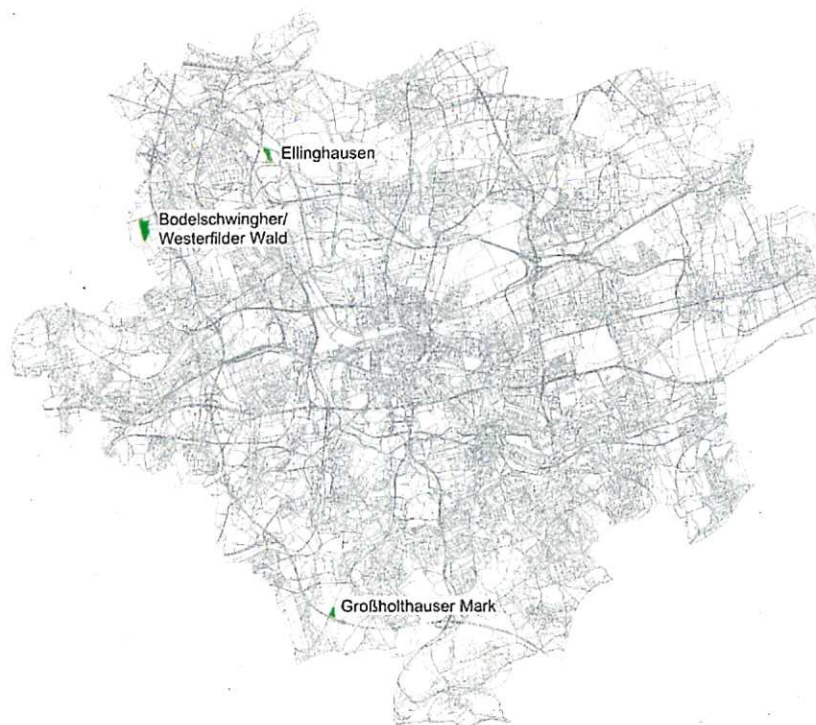 Ellinghausen
Bodelschwingher/
Westerfilder Wald
Großholthauser Mark